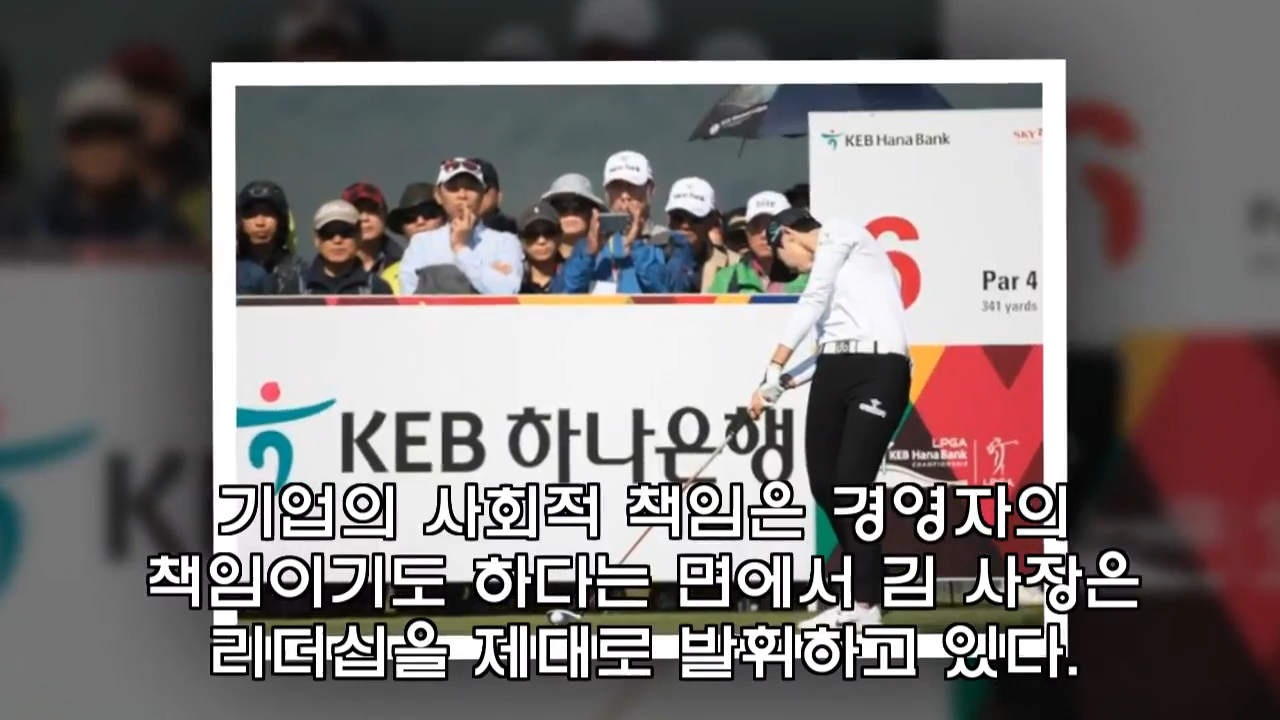 KEB Hana Bank
SKY
6
Par 4
341 yards
KEB 하나은행
LPGA
KEB Hana Bank
CHAMPIONSHIP
기업의 사회적 책임은 경영자의
책임이기도 하다는 면에서 김 사장은
리더십을 제대로 발휘하고 있다.